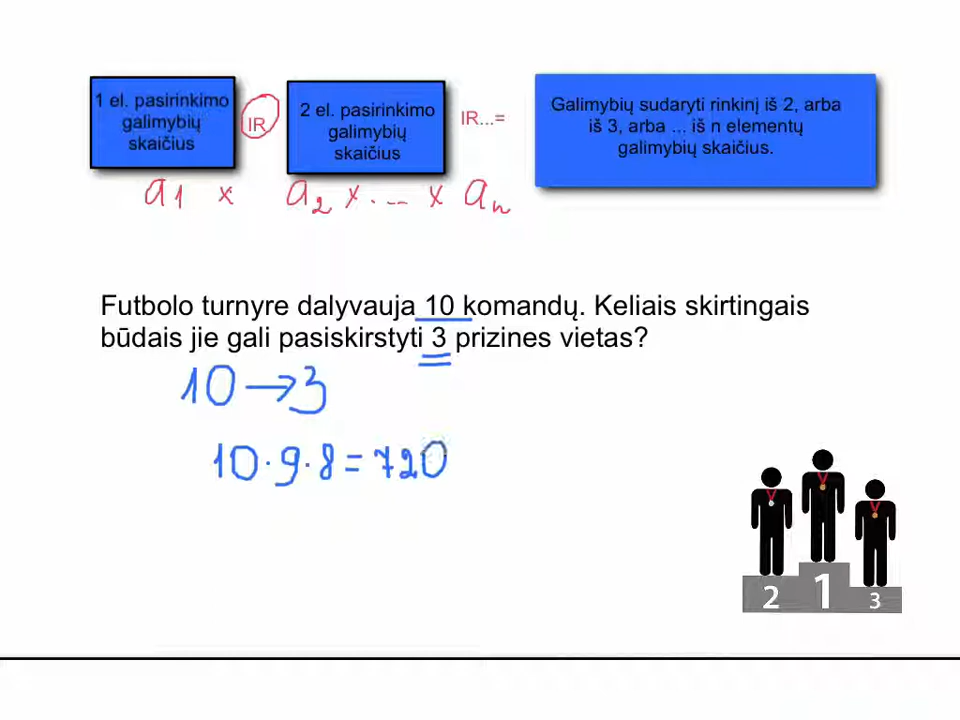 1 el. pasirinkimo
galimybių
skaičius
IR
2 el. pasirinkimo
galimybių
skaičius
IR...=
Galimybių sudaryti rinkinį iš 2, arba
iš 3, arba ... iš n elementų
galimybių skaičius.
a1 x a2 x ... x an
Futbolo turnyre dalyvauja 10 komandų. Keliais skirtingais
būdais jie gali pasiskirstyti 3 prizines vietas?
10 → 3
10·9·8=720
2 1 3